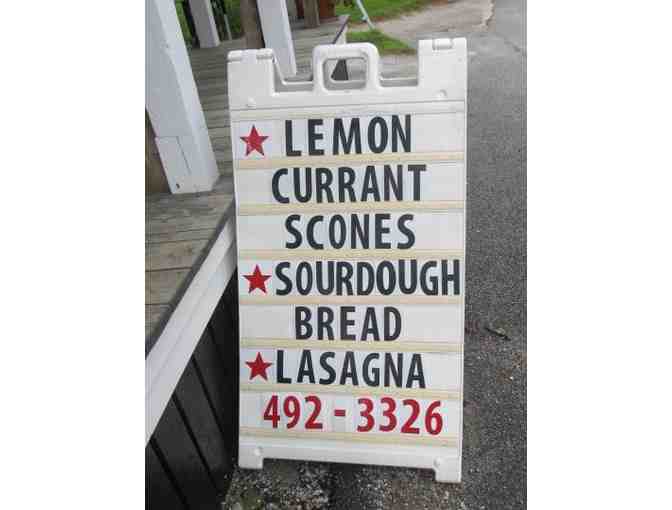 ★ LEMON
CURRANT
SCONES
★ SOURDOUGH
BREAD
★ LASAGNA
492 - 3326